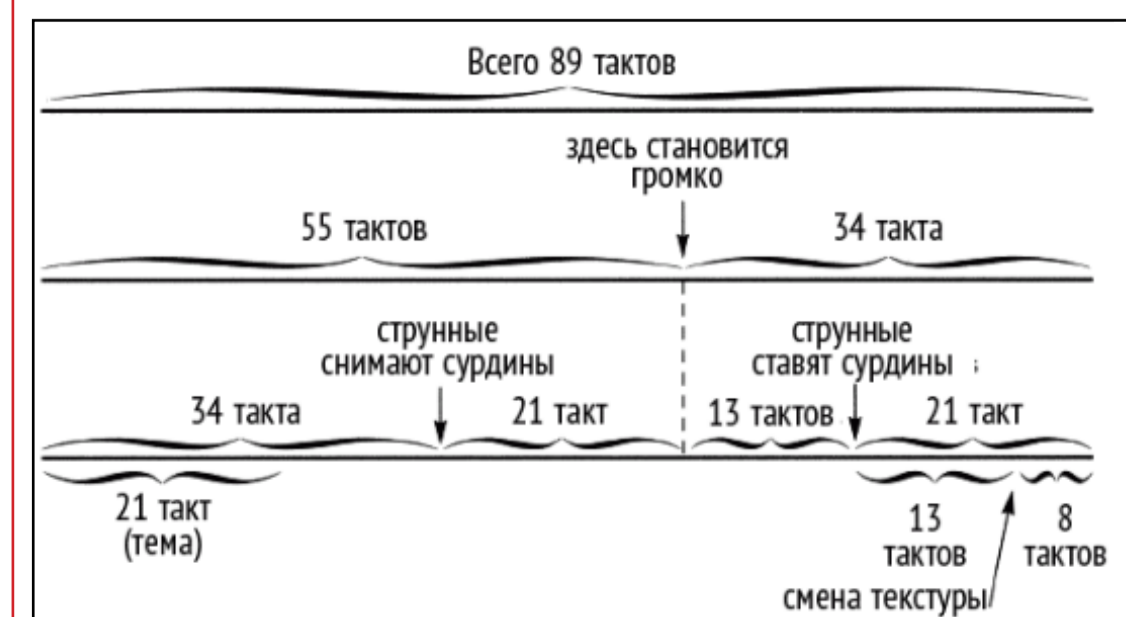 Всего 89 тактов
здесь становится
громко
55 тактов
34 такта
струнные
снимают сурдины
струнные
ставят сурдины
34 такта
21 такт
13 тактов
21 такт
21 такт
(тема)
13
тактов
8
тактов
смена текстуры